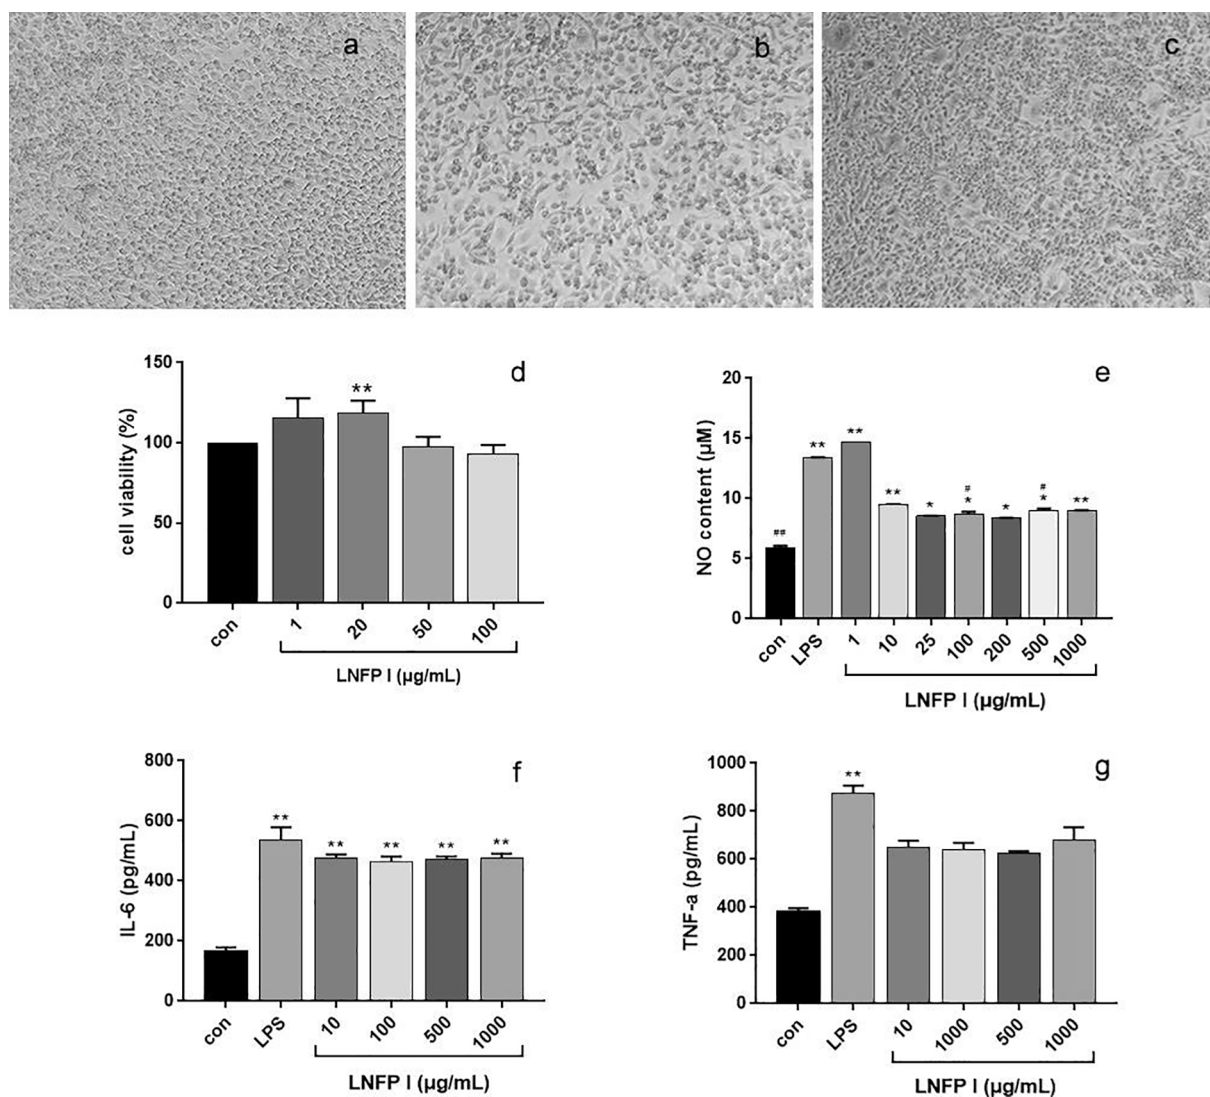 a
b
c
d
cell viability (%)
150
100
50
0
**
con
1
20
50
100
LNFP I (µg/mL)
e
NO content (µM)
20
15
10
5
0
##
**
**
**
*
#
*
*
#
*
**
con
LPS
1
10
25
100
200
500
1000
LNFP I (µg/mL)
f
IL-6 (pg/mL)
800
600
400
200
0
**
**
**
**
**
con
LPS
10
100
500
1000
LNFP I (µg/mL)
g
TNF-a (pg/mL)
1000
800
600
400
200
0
**
con
LPS
10
1000
500
1000
LNFP I (µg/mL)